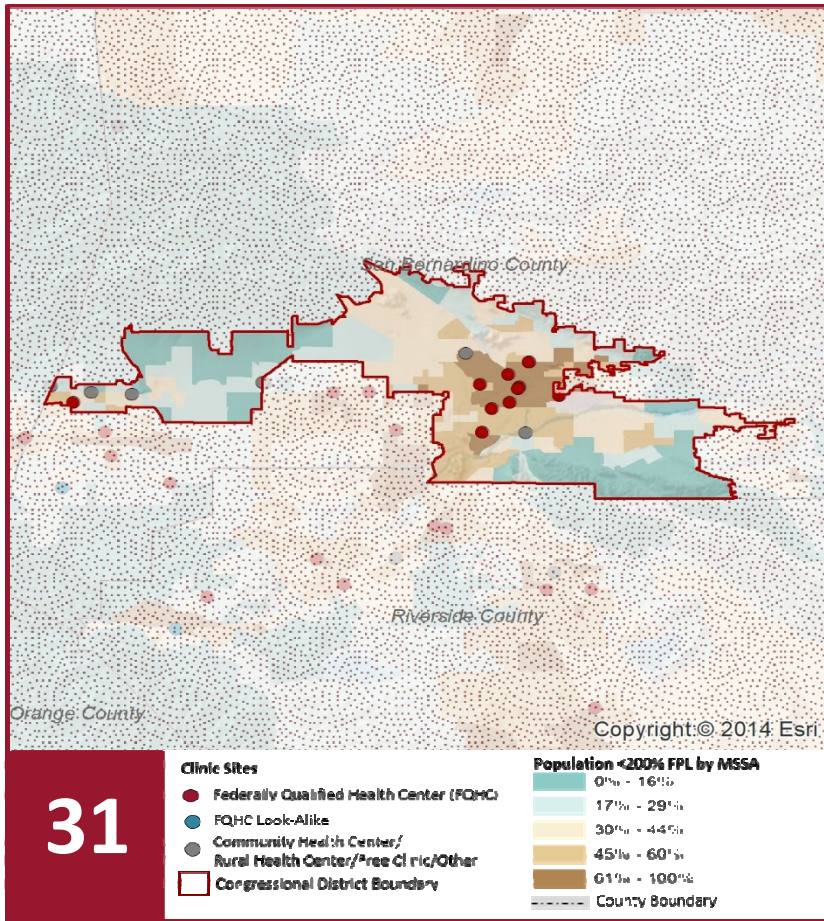 San Bernardino County
Riverside County
Orange County
Copyright:© 2014 Esri
31
Clinic Sites
Federally Qualified Health Center (FQHC)
FQHC Look-Alike
Community Health Center/
Rural Health Center/Free Clinic/Other
Congressional District Boundary
Population <200% FPL by MSSA
0% - 16%
17% - 29%
30% - 44%
45% - 60%
61% - 100%
County Boundary